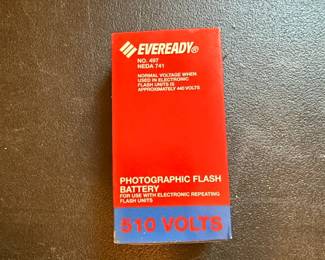 EVEREADY®
NO. 497
NEDA 741
NORMAL VOLTAGE WHEN
USED IN ELECTRONIC
FLASH UNITS IS
APPROXIMATELY 440 VOLTS
PHOTOGRAPHIC FLASH
BATTERY
FOR USE WITH ELECTRONIC REPEATING
FLASH UNITS
510 VOLTS